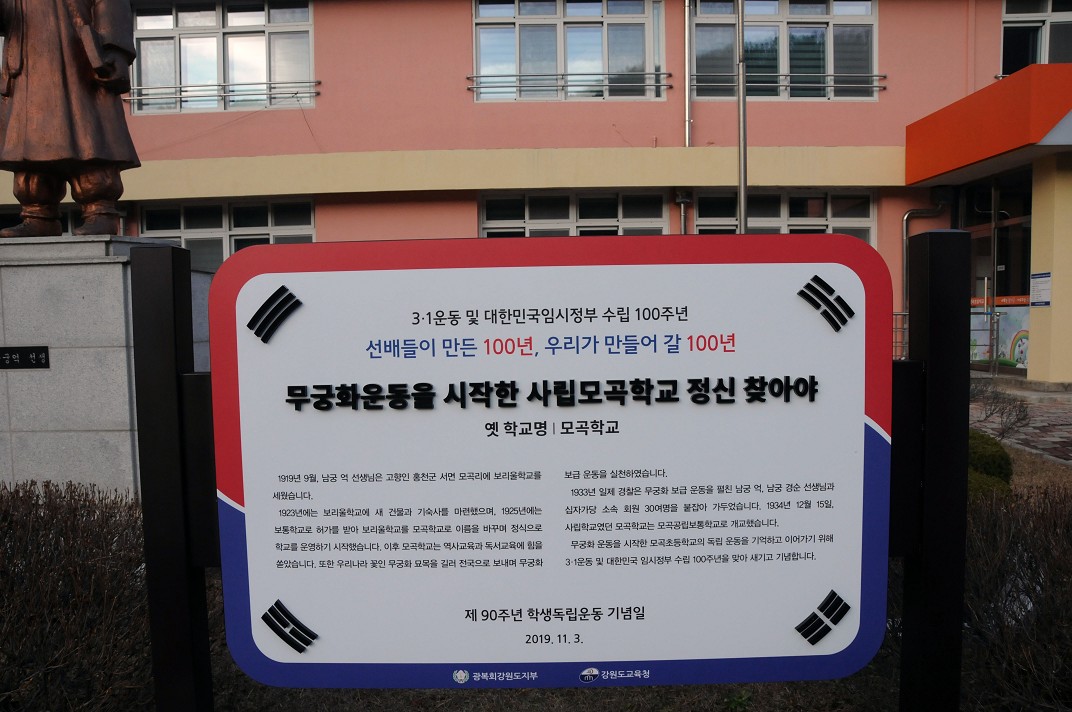 3·1운동 및 대한민국임시정부 수립 100주년
선배들이 만든 100년, 우리가 만들어 갈 100년
무궁화운동을 시작한 사립모곡학교 정신 찾아야
옛 학교명 | 모곡학교
1919년 9월, 남궁 억 선생님은 고향인 홍천군 서면 모곡리에 보리울학교를
세웠습니다.
1923년에는 보리울학교에 새 건물과 기숙사를 마련했으며, 1925년에는
보통학교로 허가를 받아 보리울학교를 모곡학교로 이름을 바꾸며 정식으로
학교를 운영하기 시작했습니다. 이후 모곡학교는 역사교육과 독서교육에 힘을
쏟았습니다. 또한 우리나라 꽃인 무궁화 묘목을 길러 전국으로 보내며 무궁화
보급 운동을 실천하였습니다.
1933년 일제 경찰은 무궁화 보급 운동을 펼친 남궁 억, 남궁 경순 선생님과
십자가당 소속 회원 30여명을 붙잡아 가두었습니다. 1934년 12월 15일,
사립학교였던 모곡학교는 모곡공립보통학교로 개교했습니다.
무궁화 운동을 시작한 모곡초등학교의 독립 운동을 기억하고 이어가기 위해
3·1운동 및 대한민국 임시정부 수립 100주년을 맞아 새기고 기념합니다.
제 90주년 학생독립운동 기념일
2019. 11. 3.
광복회강원도지부 강원도교육청